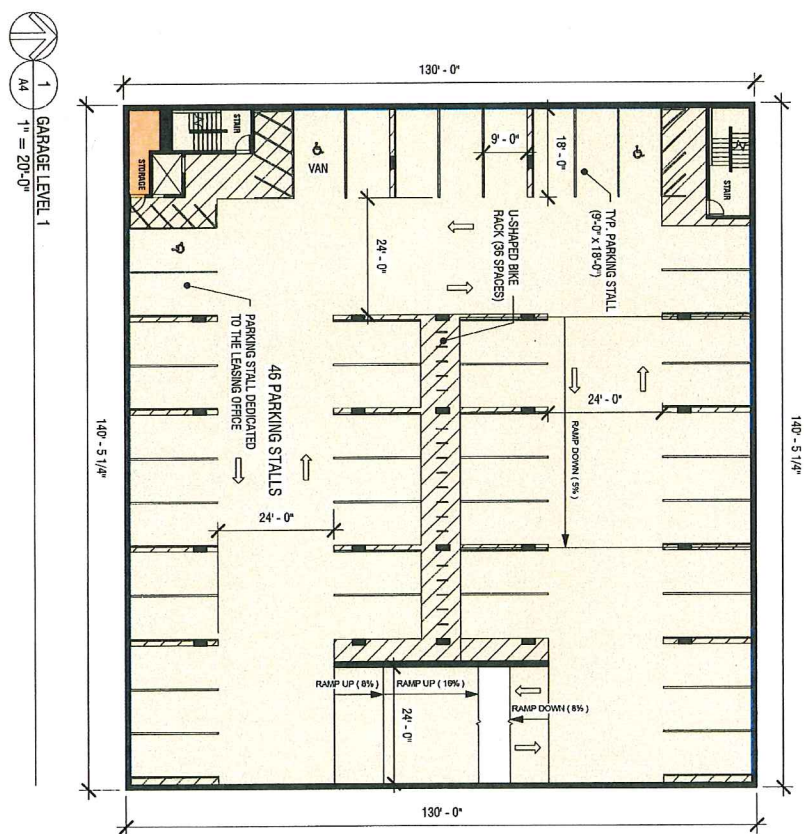 1
A4
GARAGE LEVEL 1
1" = 20'-0"
130' - 0"
140' - 5 1/4"
140' - 5 1/4"
130' - 0"
STAIR
STORAGE
VAN
9' - 0"
18' - 0"
STAIR
24' - 0"
U-SHAPED BIKE
RACK (36 SPACES)
TYP. PARKING STALL
(9'-0" x 18'-0")
PARKING STALL DEDICATED
TO THE LEASING OFFICE
46 PARKING STALLS
24' - 0"
RAMP DOWN ( 5% )
24' - 0"
RAMP UP ( 8% )
RAMP UP ( 16% )
RAMP DOWN ( 8% )
24' - 0"